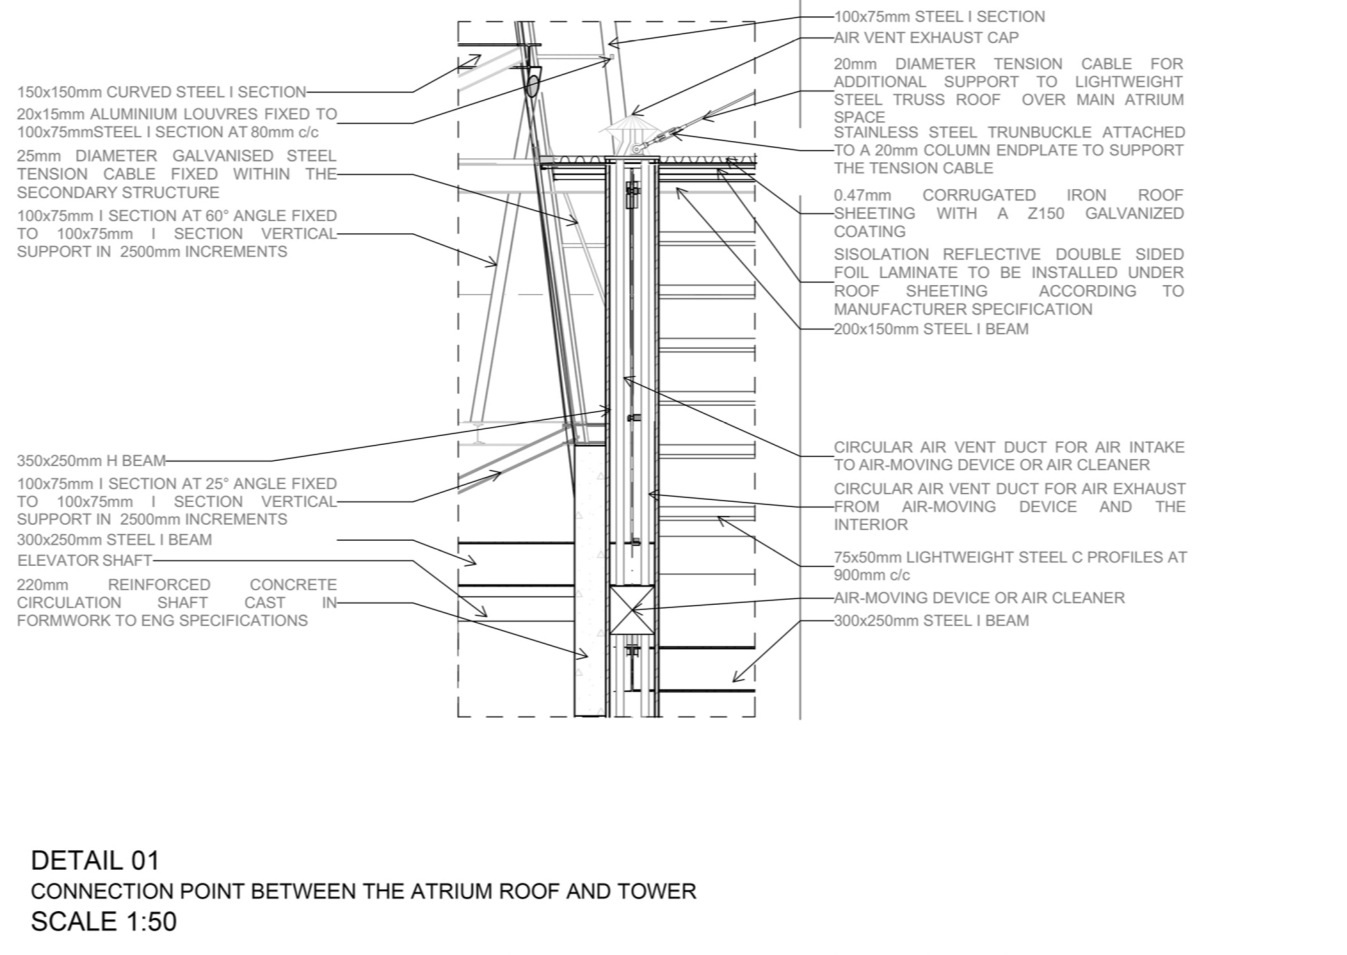 150x150mm CURVED STEEL I SECTION
20x15mm ALUMINIUM LOUVRES FIXED TO
100x75mmSTEEL I SECTION AT 80mm c/c
25mm DIAMETER GALVANISED STEEL
TENSION CABLE FIXED WITHIN THE
SECONDARY STRUCTURE
100x75mm I SECTION AT 60° ANGLE FIXED
TO 100x75mm I SECTION VERTICAL
SUPPORT IN 2500mm INCREMENTS
350x250mm H BEAM
100x75mm I SECTION AT 25° ANGLE FIXED
TO 100x75mm I SECTION VERTICAL
SUPPORT IN 2500mm INCREMENTS
300x250mm STEEL I BEAM
ELEVATOR SHAFT
220mm REINFORCED CONCRETE
CIRCULATION SHAFT CAST IN
FORMWORK TO ENG SPECIFICATIONS
100x75mm STEEL I SECTION
AIR VENT EXHAUST CAP
20mm DIAMETER TENSION CABLE FOR
ADDITIONAL SUPPORT TO LIGHTWEIGHT
STEEL TRUSS ROOF OVER MAIN ATRIUM
SPACE
STAINLESS STEEL TRUNBUCKLE ATTACHED
TO A 20mm COLUMN ENDPLATE TO SUPPORT
THE TENSION CABLE
0.47mm CORRUGATED IRON ROOF
SHEETING WITH A Z150 GALVANIZED
COATING
SISOLATION REFLECTIVE DOUBLE SIDED
FOIL LAMINATE TO BE INSTALLED UNDER
ROOF SHEETING ACCORDING TO
MANUFACTURER SPECIFICATION
200x150mm STEEL I BEAM
CIRCULAR AIR VENT DUCT FOR AIR INTAKE
TO AIR-MOVING DEVICE OR AIR CLEANER
CIRCULAR AIR VENT DUCT FOR AIR EXHAUST
FROM AIR-MOVING DEVICE AND THE
INTERIOR
75x50mm LIGHTWEIGHT STEEL C PROFILES AT
900mm c/c
AIR-MOVING DEVICE OR AIR CLEANER
300x250mm STEEL I BEAM
DETAIL 01
CONNECTION POINT BETWEEN THE ATRIUM ROOF AND TOWER
SCALE 1:50